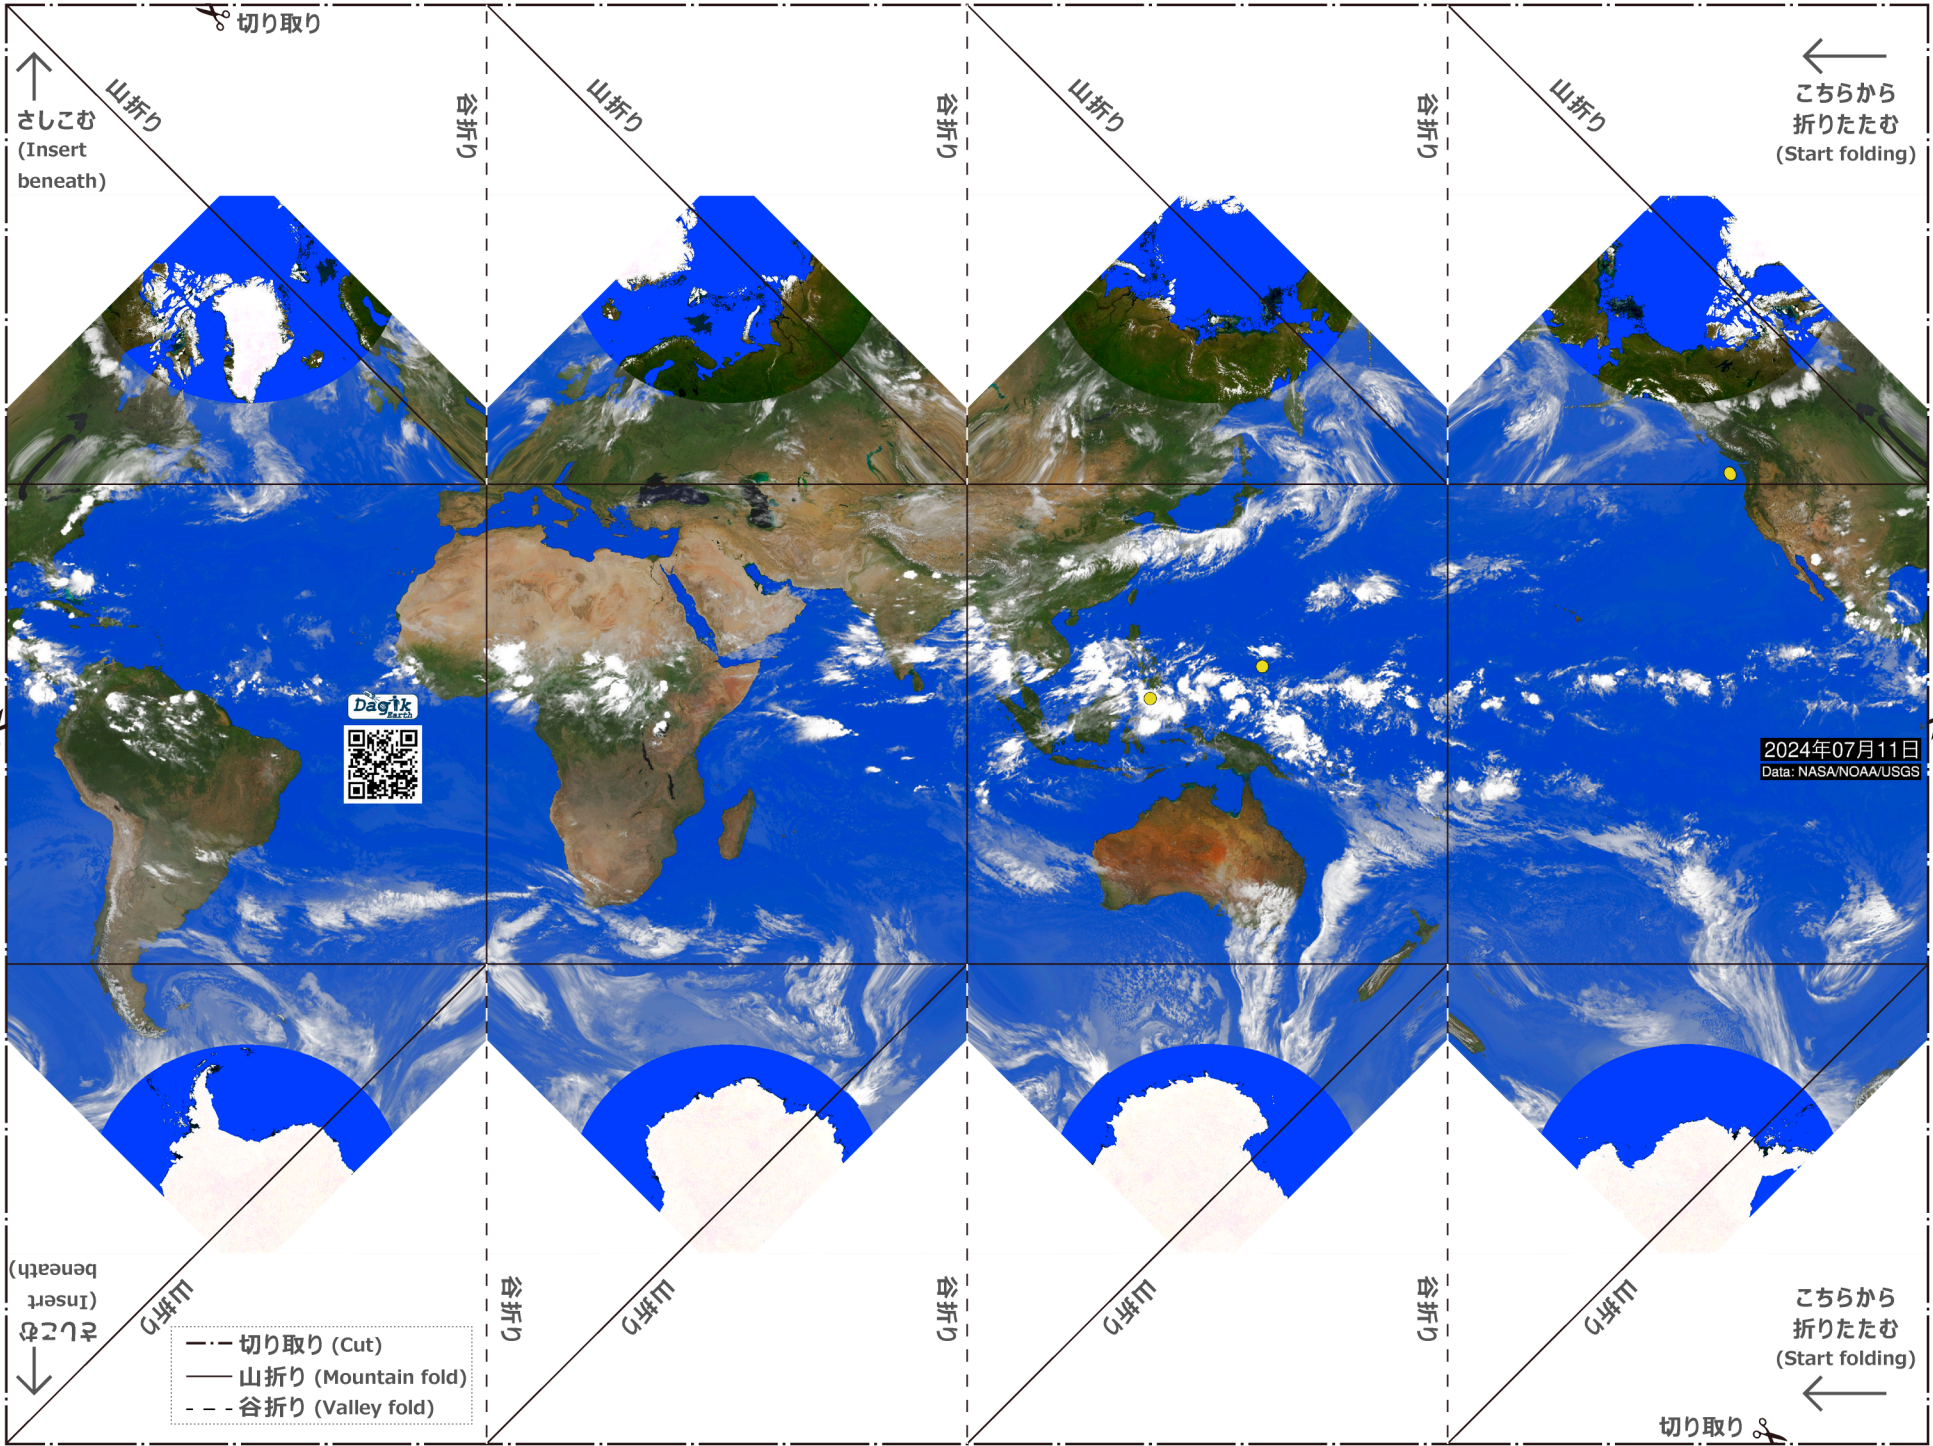 切り取り
山折り
谷折り
山折り
谷折り
山折り
谷折り
山折り
さしこむ
(Insert
beneath)
こちらから
折りたたむ
(Start folding)
Dagik
Earth
2024年07月11日
Data: NASA/NOAA/USGS
さしこむ
(Insert
beneath)
山折り
谷折り
山折り
谷折り
山折り
谷折り
山折り
こちらから
折りたたむ
(Start folding)
切り取り (Cut)
山折り (Mountain fold)
谷折り (Valley fold)
切り取り